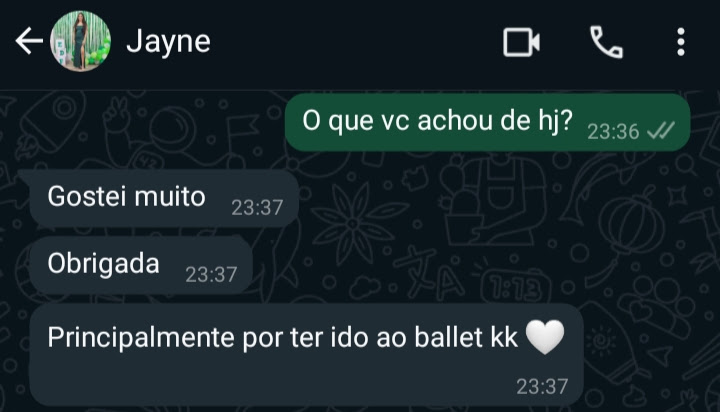 Jayne
O que vc achou de hj? 23:36
Gostei muito 23:37
Obrigada 23:37
Principalmente por ter ido ao ballet kk 🤍
23:37